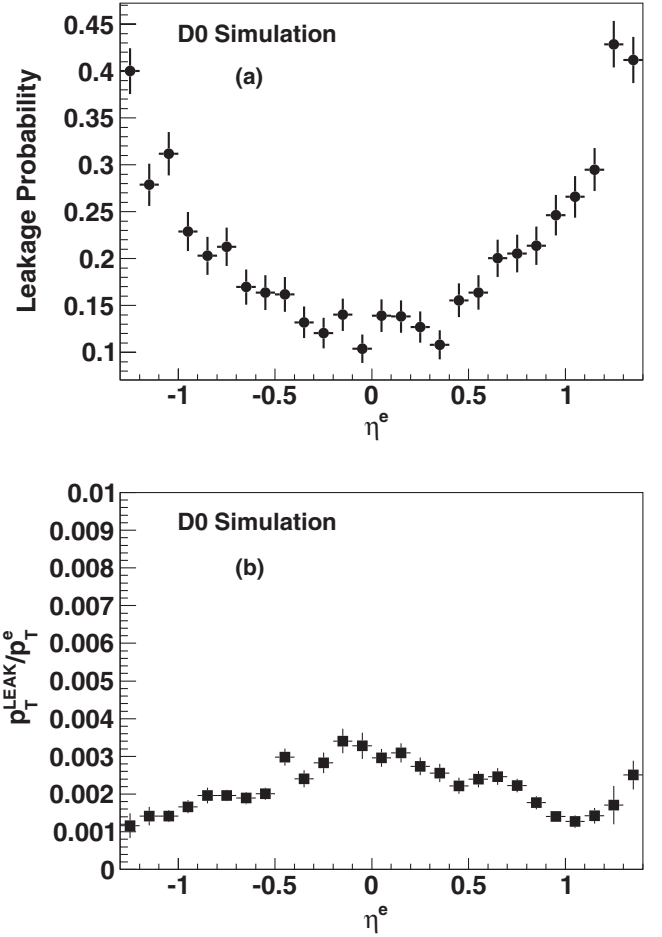 D0 Simulation
(a)
Leakage Probability
0.45
0.4
0.35
0.3
0.25
0.2
0.15
0.1
-1 -0.5 0 0.5 1
η^e
D0 Simulation
(b)
p_T^LEAK/p_T^e
0.01
0.009
0.008
0.007
0.006
0.005
0.004
0.003
0.002
0.001
0
-1 -0.5 0 0.5 1
η^e